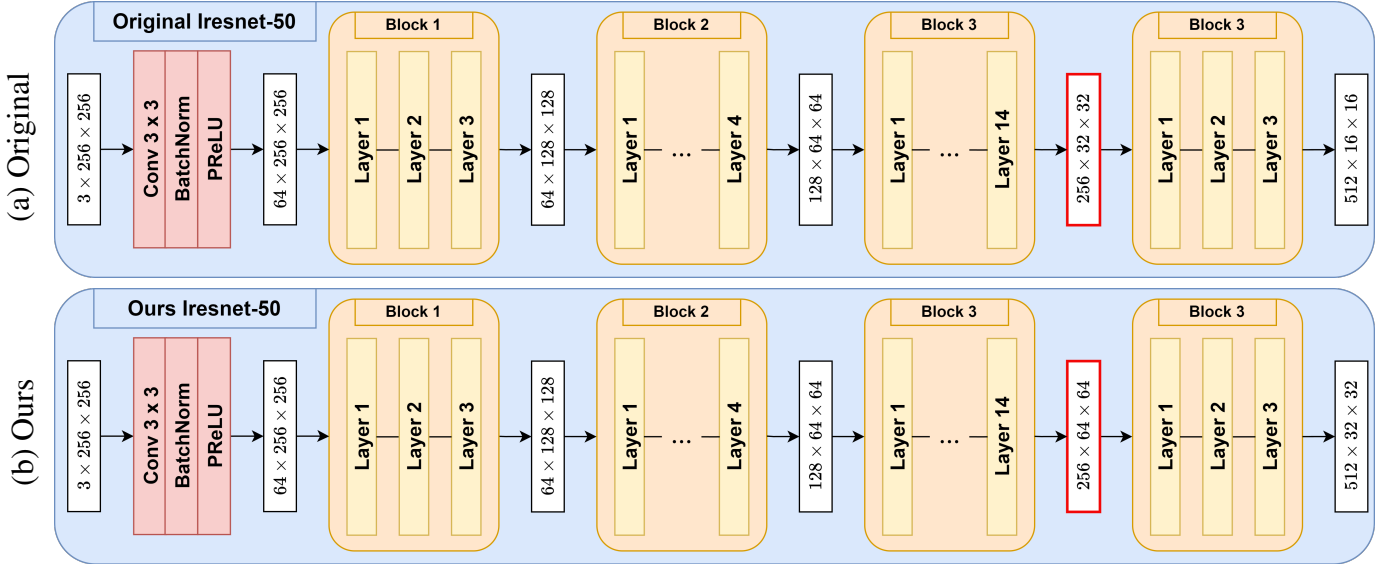 (a) Original
Original Iresnet-50
3 × 256 × 256
Conv 3 x 3
BatchNorm
PReLU
64 × 256 × 256
Block 1
Layer 1
Layer 2
Layer 3
64 × 128 × 128
Block 2
Layer 1
...
Layer 4
128 × 64 × 64
Block 3
Layer 1
...
Layer 14
256 × 32 × 32
Block 3
Layer 1
Layer 2
Layer 3
512 × 16 × 16
(b) Ours
Ours Iresnet-50
3 × 256 × 256
Conv 3 x 3
BatchNorm
PReLU
64 × 256 × 256
Block 1
Layer 1
Layer 2
Layer 3
64 × 128 × 128
Block 2
Layer 1
...
Layer 4
128 × 64 × 64
Block 3
Layer 1
...
Layer 14
256 × 64 × 64
Block 3
Layer 1
Layer 2
Layer 3
512 × 32 × 32